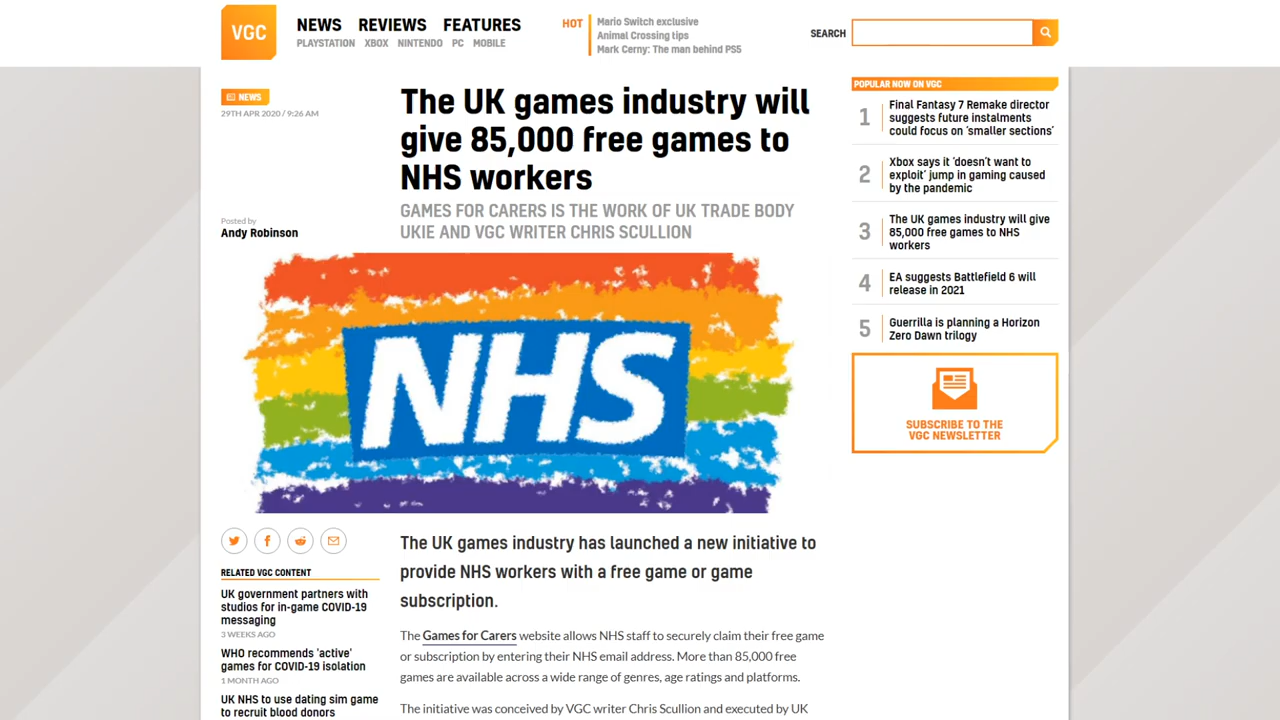 VGC
NEWS REVIEWS FEATURES
PLAYSTATION XBOX NINTENDO PC MOBILE
HOT
Mario Switch exclusive
Animal Crossing tips
Mark Cerny: The man behind PS5
SEARCH
NEWS
29TH APR 2020 / 9:26 AM
Posted by
Andy Robinson
The UK games industry will
give 85,000 free games to
NHS workers
GAMES FOR CARERS IS THE WORK OF UK TRADE BODY
UKIE AND VGC WRITER CHRIS SCULLION
NHS
RELATED VGC CONTENT
UK government partners with
studios for in-game COVID-19
messaging
3 WEEKS AGO
WHO recommends 'active'
games for COVID-19 isolation
1 MONTH AGO
UK NHS to use dating sim game
to recruit blood donors
The UK games industry has launched a new initiative to
provide NHS workers with a free game or game
subscription.
The Games for Carers website allows NHS staff to securely claim their free game
or subscription by entering their NHS email address. More than 85,000 free
games are available across a wide range of genres, age ratings and platforms.
The initiative was conceived by VGC writer Chris Scullion and executed by UK
POPULAR NOW ON VGC
1
Final Fantasy 7 Remake director
suggests future instalments
could focus on 'smaller sections'
2
Xbox says it 'doesn't want to
exploit' jump in gaming caused
by the pandemic
3
The UK games industry will give
85,000 free games to NHS
workers
4
EA suggests Battlefield 6 will
release in 2021
5
Guerrilla is planning a Horizon
Zero Dawn trilogy
SUBSCRIBE TO THE
VGC NEWSLETTER